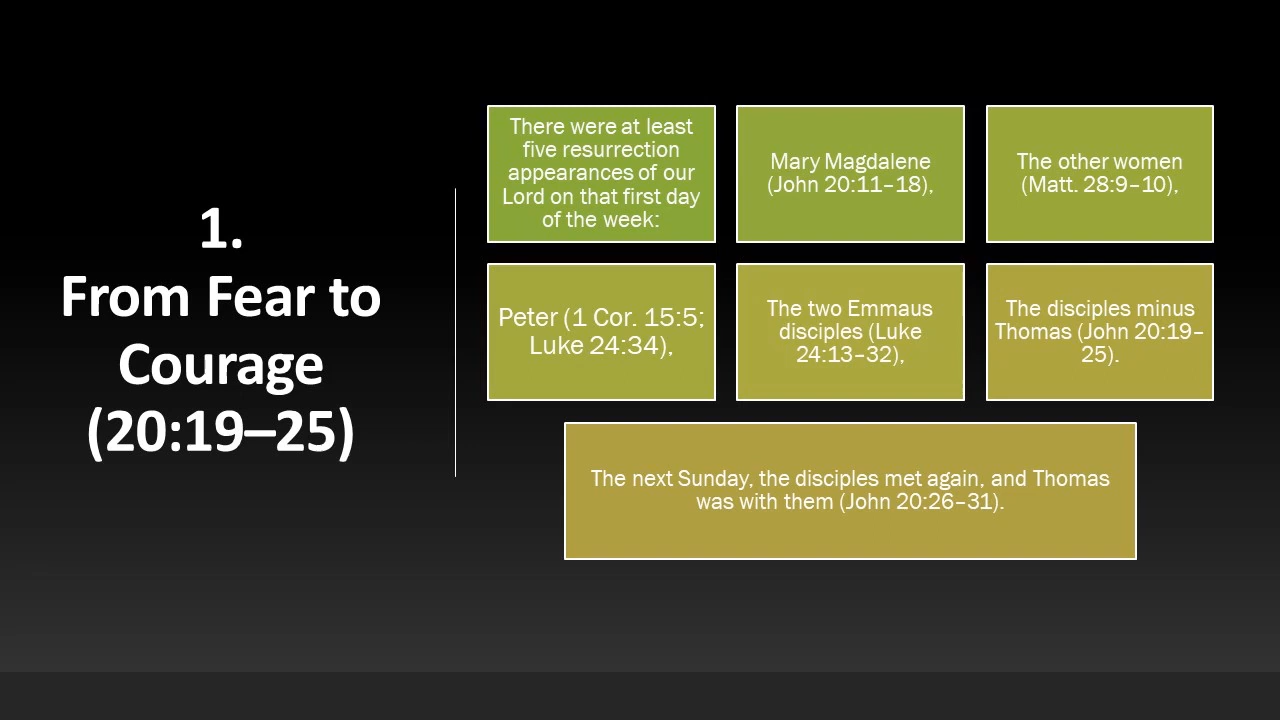 1.
From Fear to
Courage
(20:19–25)
There were at least
five resurrection
appearances of our
Lord on that first day
of the week:
Mary Magdalene
(John 20:11–18),
The other women
(Matt. 28:9–10),
Peter (1 Cor. 15:5;
Luke 24:34),
The two Emmaus
disciples (Luke
24:13–32),
The disciples minus
Thomas (John 20:19–
25).
The next Sunday, the disciples met again, and Thomas
was with them (John 20:26–31).